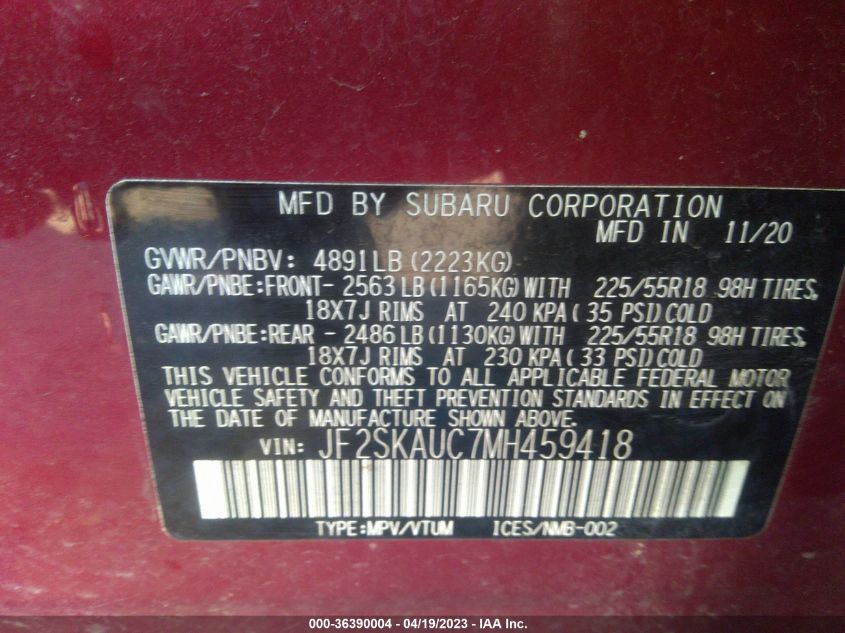 MFD BY SUBARU CORPORATION
MFD IN 11/20
GVWR/PNBV: 4891LB (2223KG)
GAWR/PNBE:FRONT- 2563LB(1165KG)WITH 225/55R18 98H TIRES,
18X7J RIMS AT 240 KPA( 35 PSI)COLD
GAWR/PNBE:REAR - 2486LB(1130KG)WITH 225/55R18 98H TIRES,
18X7J RIMS AT 230 KPA( 33 PSI)COLD
THIS VEHICLE CONFORMS TO ALL APPLICABLE FEDERAL MOTOR
VEHICLE SAFETY AND THEFT PREVENTION STANDARDS IN EFFECT ON
THE DATE OF MANUFACTURE SHOWN ABOVE.
VIN: JF2SKAUC7MH459418
TYPE:MPV/VTUM ICES/NMB-002
000-36390004 - 04/19/2023 - IAA Inc.